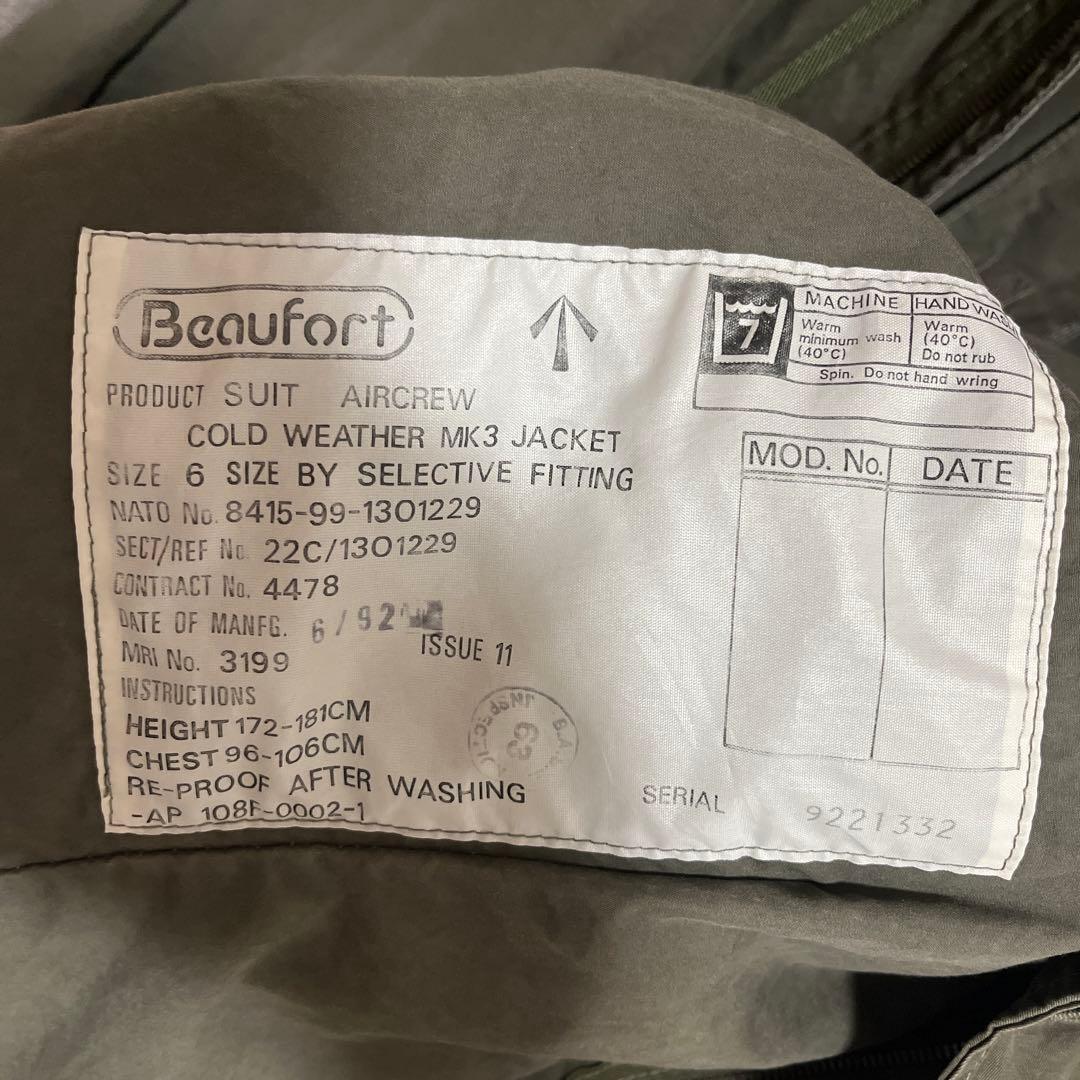 Beaufort
PRODUCT SUIT AIRCREW
COLD WEATHER MK3 JACKET
SIZE 6 SIZE BY SELECTIVE FITTING
NATO No. 8415-99-1301229
SECT/REF No. 22C/1301229
CONTRACT No. 4478
DATE OF MANFG. 6/92
ISSUE 11
MRI No. 3199
INSTRUCTIONS
HEIGHT 172-181CM
CHEST 96-106CM
RE-PROOF AFTER WASHING
-AP 108F-0002-1
7
MACHINE HAND WASH
Warm minimum wash (40°C)
Warm (40°C) Do not rub
Spin. Do not hand wring
MOD. No. DATE
63
SERIAL 9221332